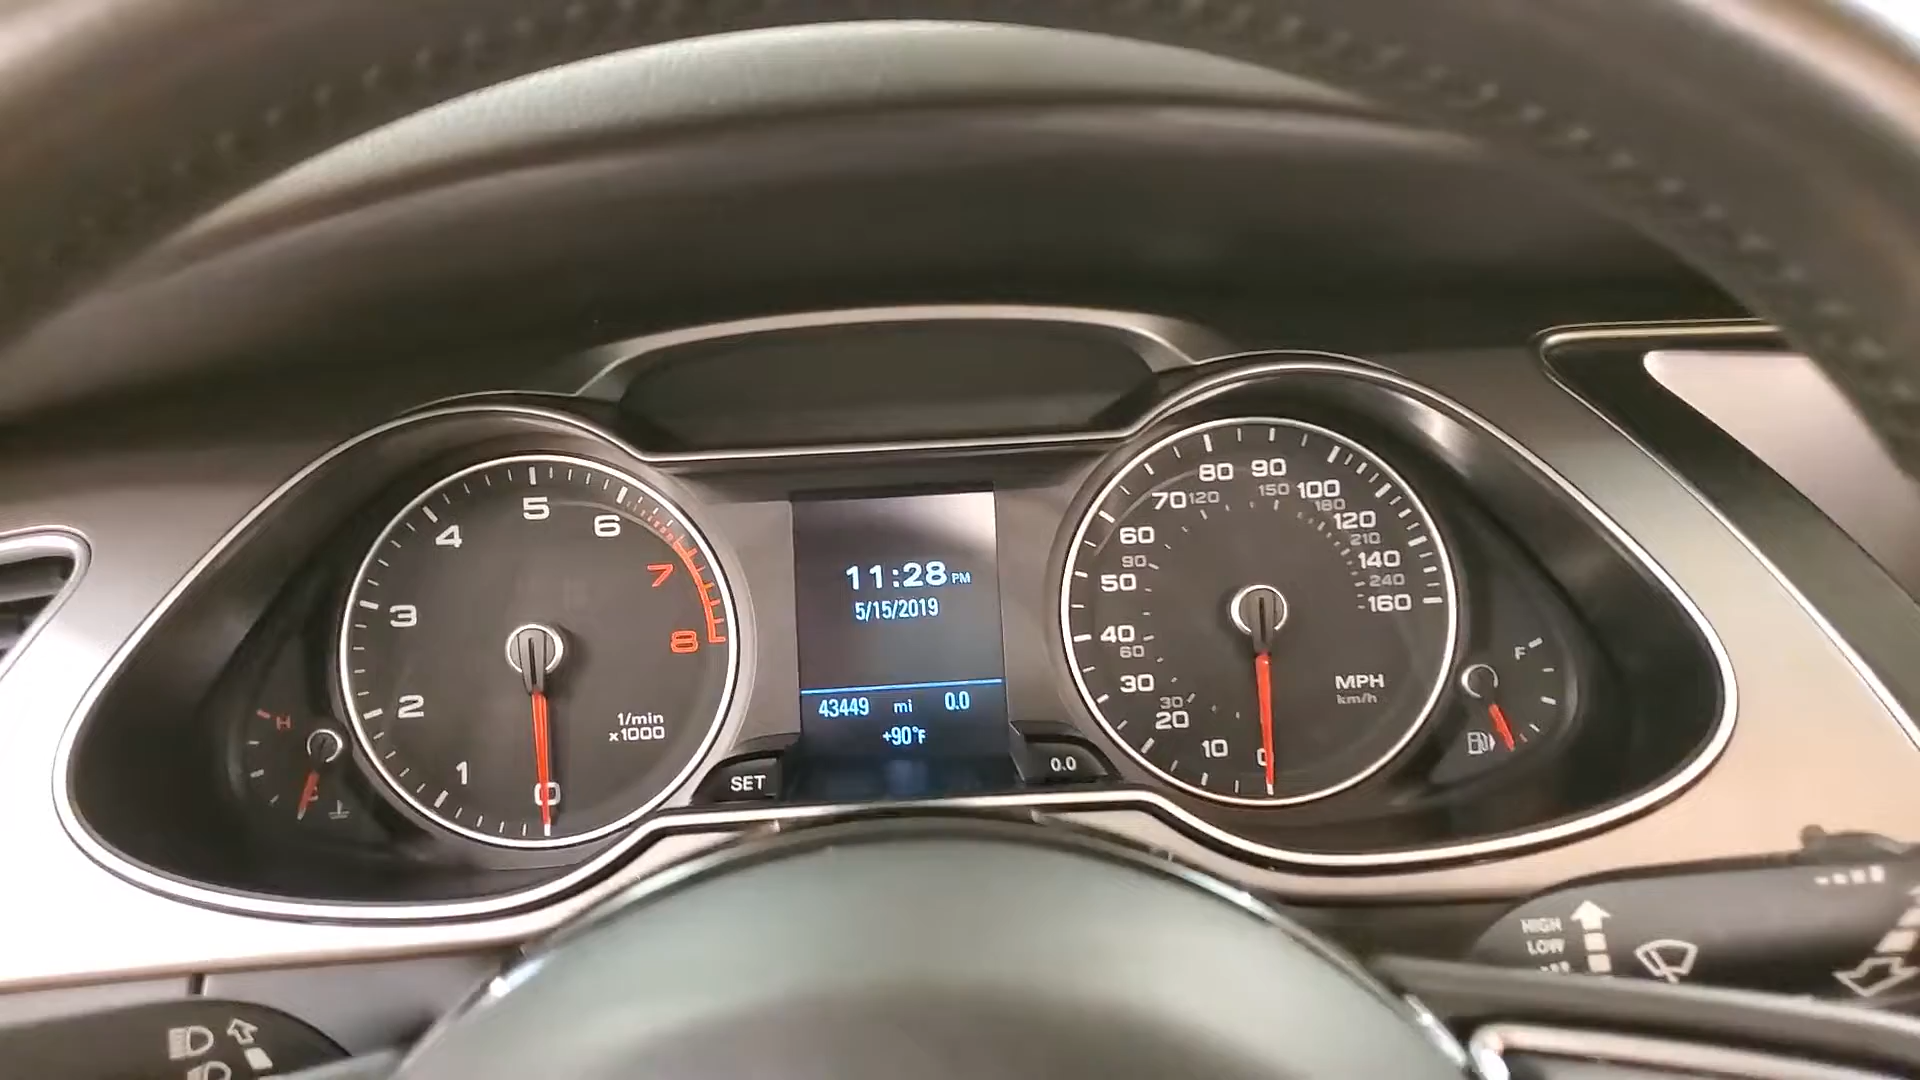 5
4
6
3
7
8
2
1
0
1/min
x1000
H
C
SET
11:28 PM
5/15/2019
43449 mi 0.0
+90°F
0.0
80 90
70 120 150 100
180
60 120
210
90 140
50 240
160
40
60
30
30
20
10
0
MPH
km/h
F
HIGH
LOW